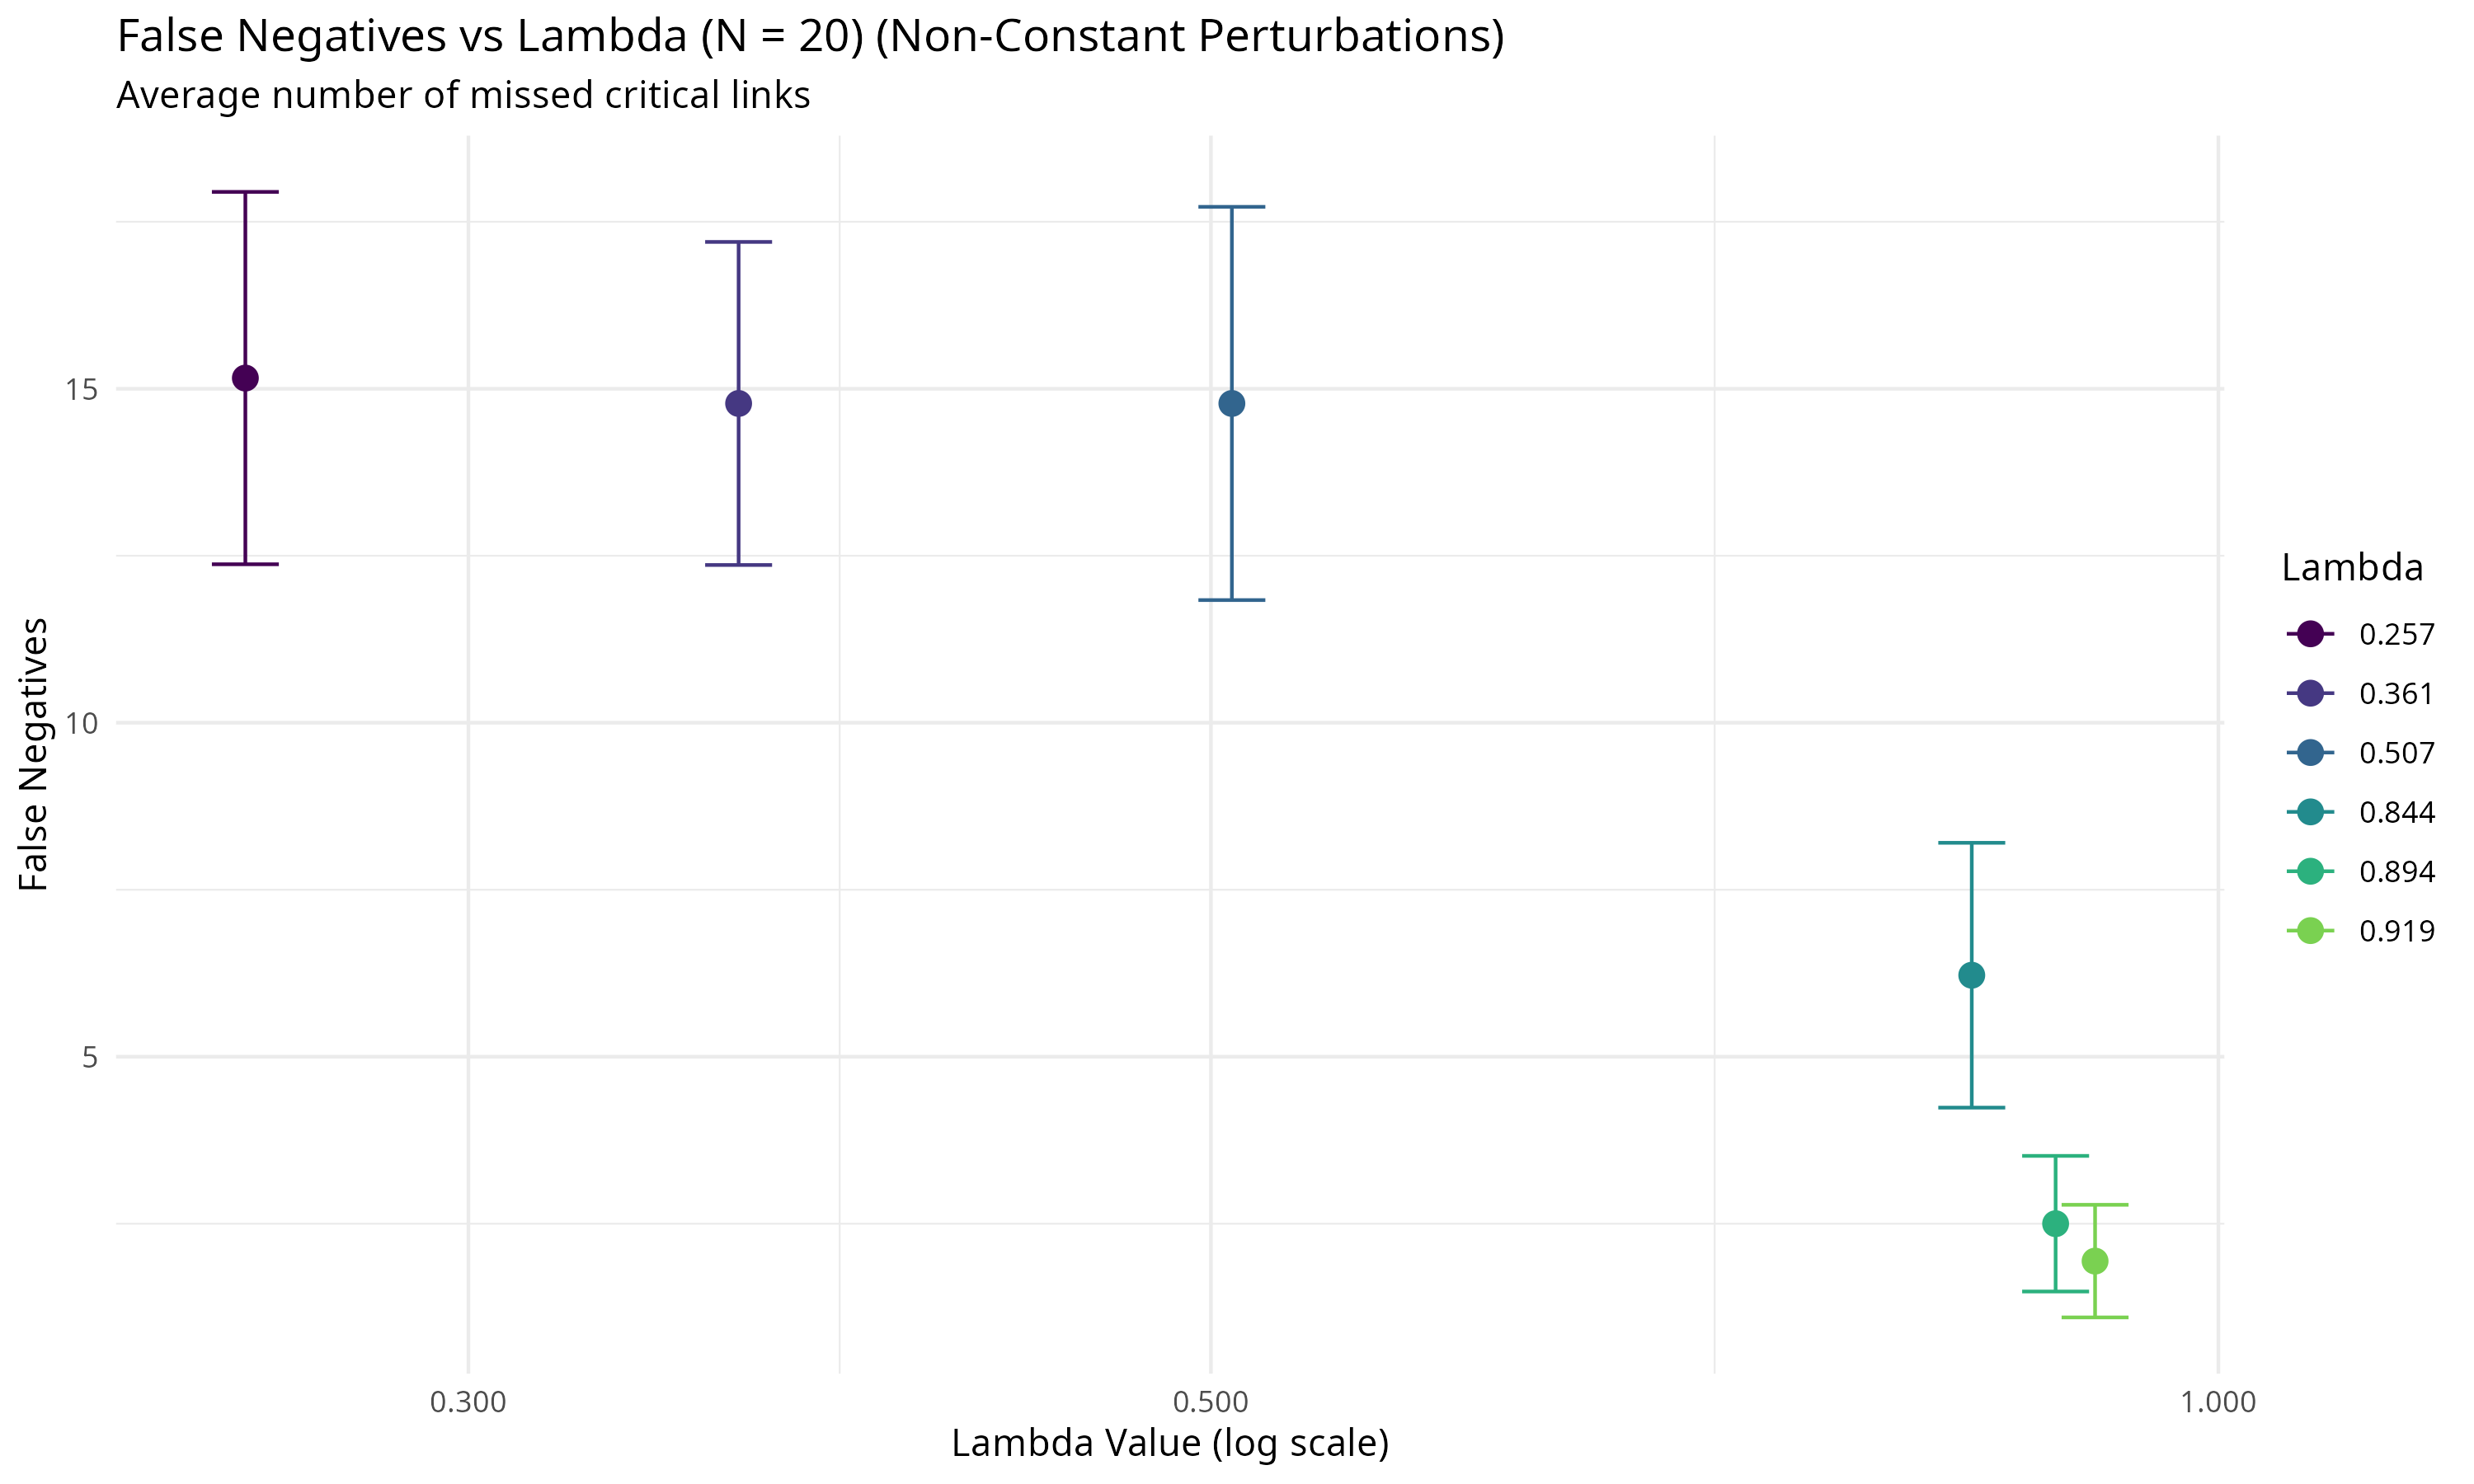 False Negatives vs Lambda (N = 20) (Non-Constant Perturbations)
Average number of missed critical links
False Negatives
15
10
5
0.300
0.500
1.000
Lambda Value (log scale)
Lambda
0.257
0.361
0.507
0.844
0.894
0.919